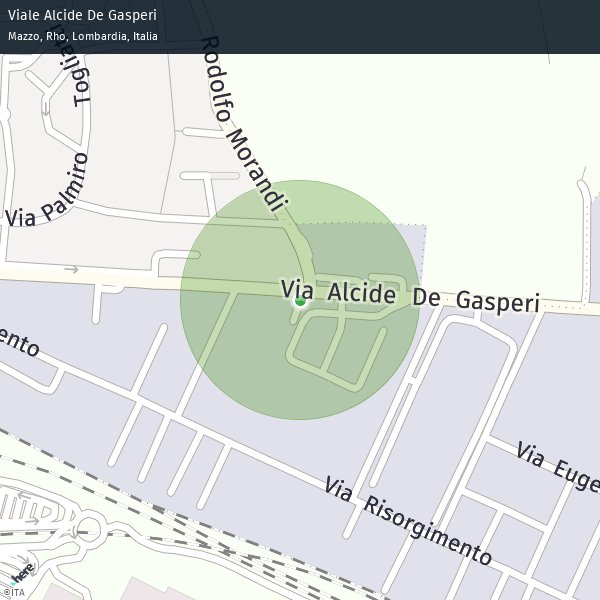 Viale Alcide De Gasperi
Mazzo, Rho, Lombardia, Italia
Togliatti
Rodolfo Morandi
Via Palmiro
Via Alcide De Gasperi
ento
Via Euge
Via Risorgimento
here
©ITA